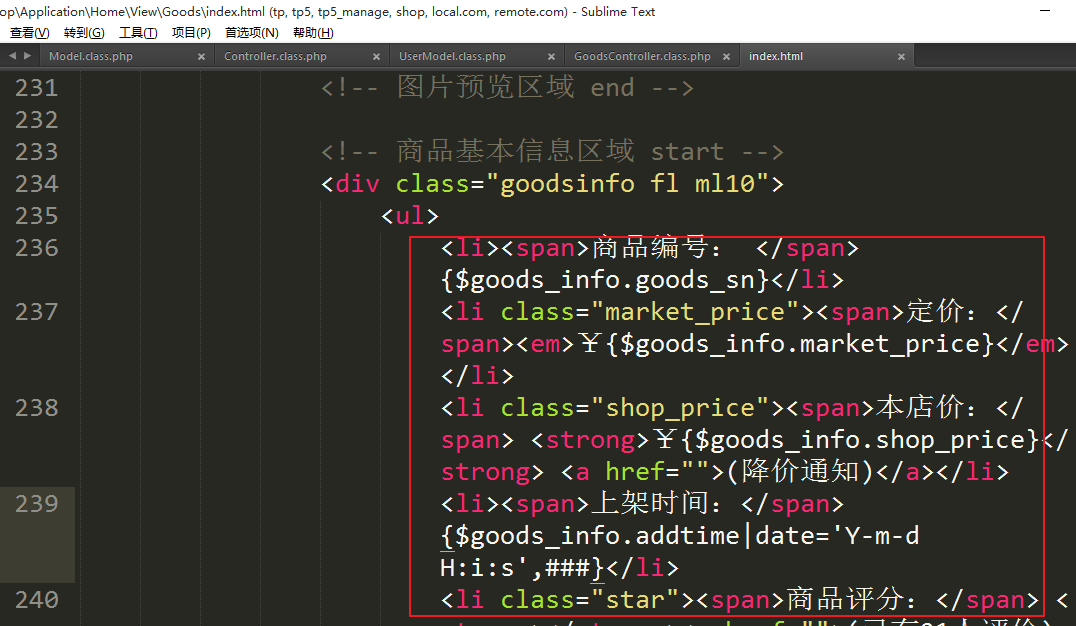 op\Application\Home\View\Goods\index.html (tp, tp5, tp5_manage, shop, local.com, remote.com) - Sublime Text
查看(V) 转到(G) 工具(T) 项目(P) 首选项(N) 帮助(H)
Model.class.php × Controller.class.php × UserModel.class.php × GoodsController.class.php × index.html ×
231 <!-- 图片预览区域 end -->
232
233 <!-- 商品基本信息区域 start -->
234 <div class="goodsinfo fl ml10">
235 <ul>
236 <li><span>商品编号： </span>
{$goods_info.goods_sn}</li>
237 <li class="market_price"><span>定价：</
span><em>￥{$goods_info.market_price}</em>
</li>
238 <li class="shop_price"><span>本店价：</
span> <strong>￥{$goods_info.shop_price}</
strong> <a href="">(降价通知)</a></li>
239 <li><span>上架时间：</span>
{$goods_info.addtime|date='Y-m-d
H:i:s',###}</li>
240 <li class="star"><span>商品评分：</span> <